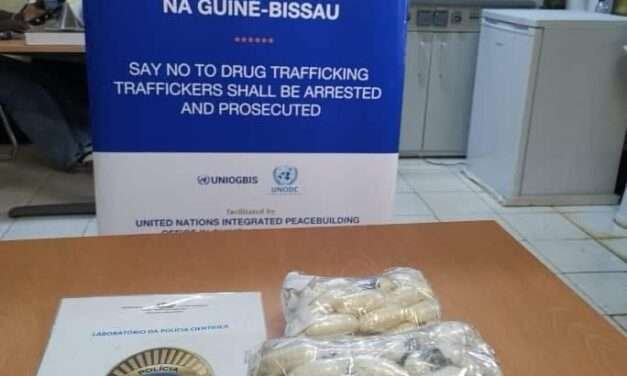 NA GUINE-BISSAU
SAY NO TO DRUG TRAFFICKING
TRAFFICKERS SHALL BE ARRESTED
AND PROSECUTED
UNIOGBIS
UNODC
facilitated by
UNITED NATIONS INTEGRATED PEACEBUILDING
LABORATÓRIO DA POLÍCIA CIENTÍFICA
POLÍCIA